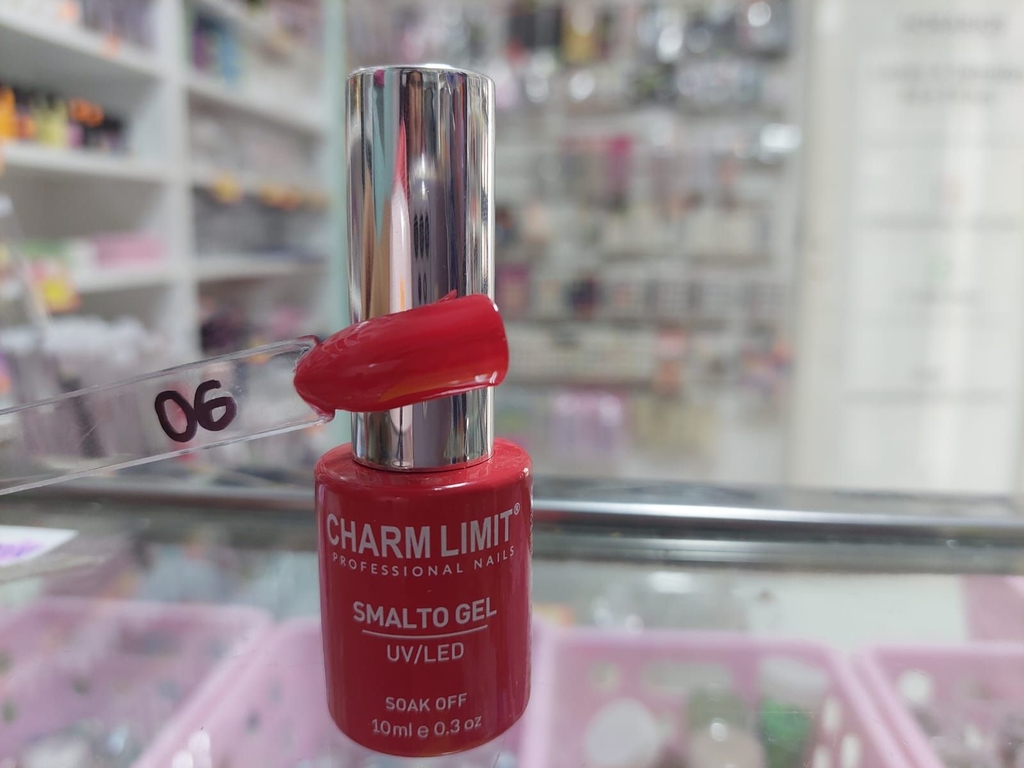 06
CHARM LIMIT®
PROFESSIONAL NAILS
SMALTO GEL
UV/LED
SOAK OFF
10ml e 0.3 oz